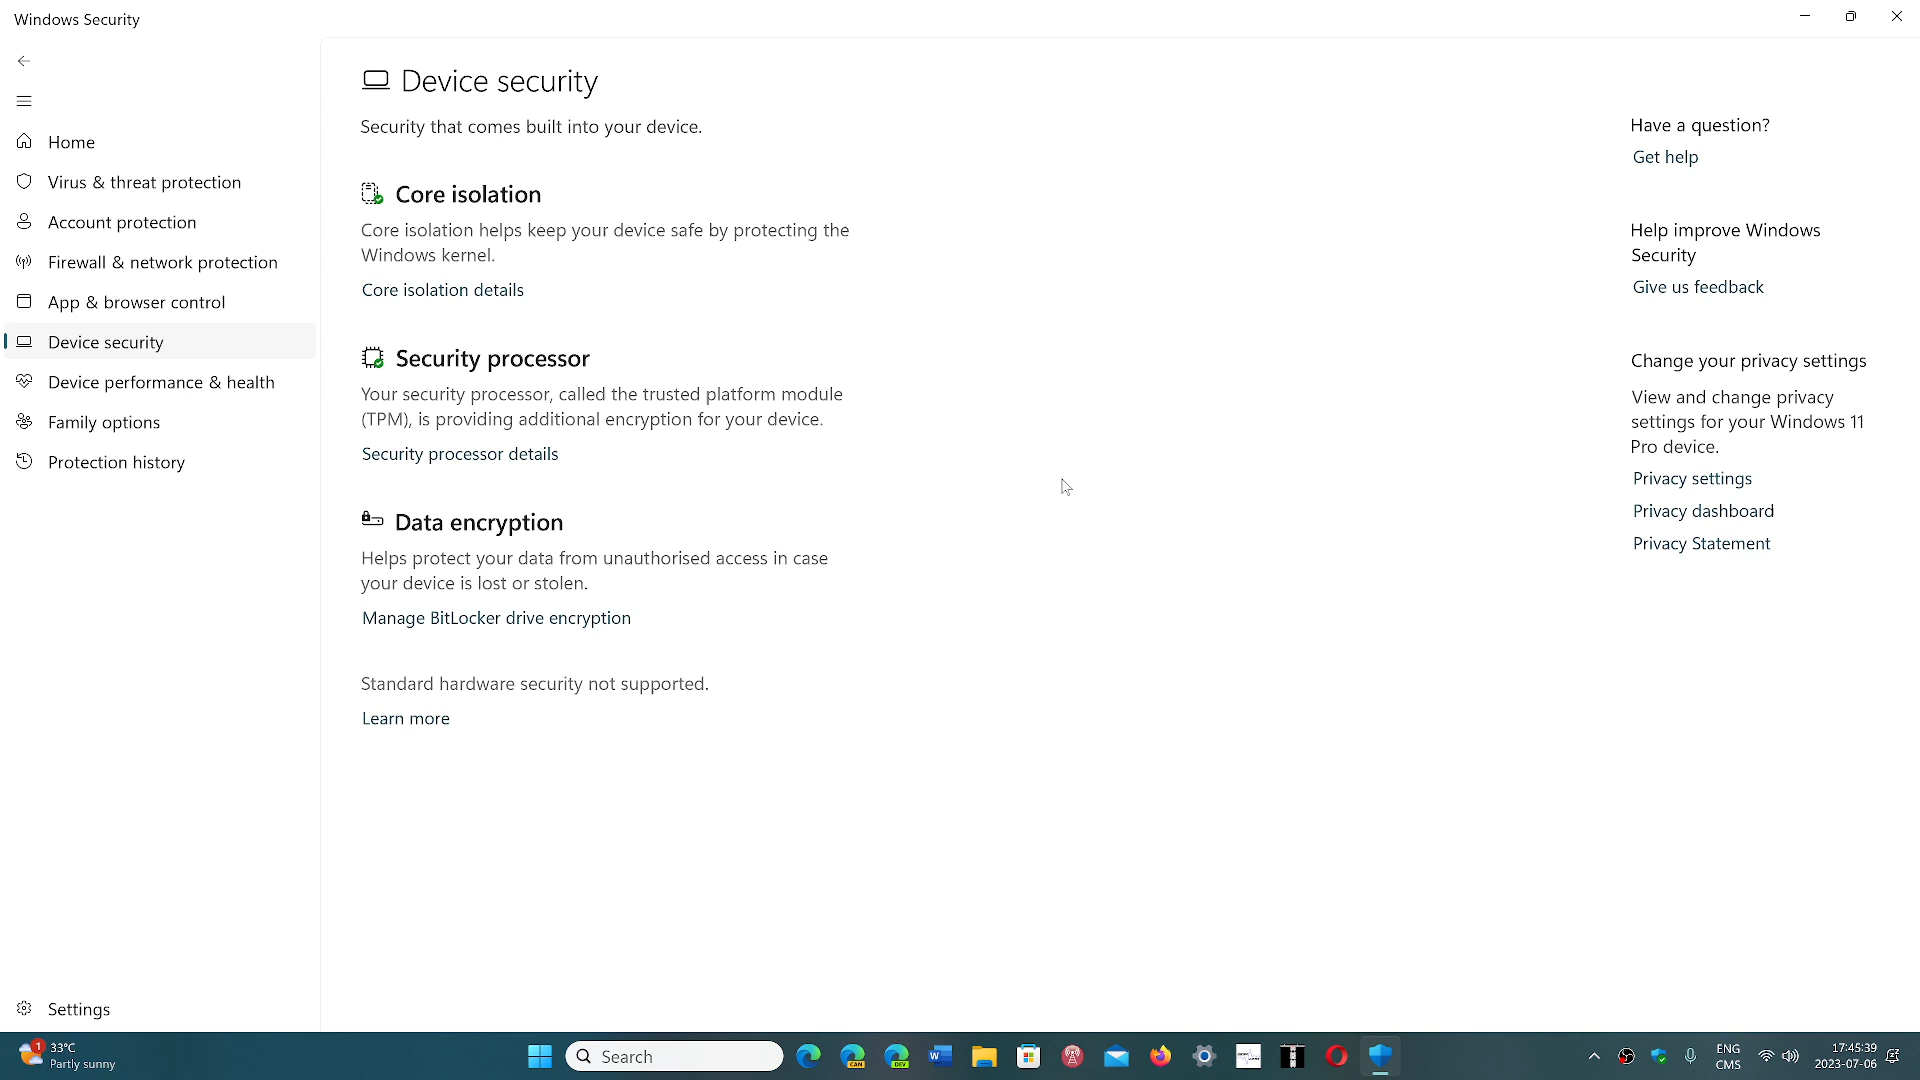 Windows Security
Home
Virus & threat protection
Account protection
Firewall & network protection
App & browser control
Device security
Device performance & health
Family options
Protection history
Settings
Device security
Security that comes built into your device.
Core isolation
Core isolation helps keep your device safe by protecting the
Windows kernel.
Core isolation details
Security processor
Your security processor, called the trusted platform module
(TPM), is providing additional encryption for your device.
Security processor details
Data encryption
Helps protect your data from unauthorised access in case
your device is lost or stolen.
Manage BitLocker drive encryption
Standard hardware security not supported.
Learn more
Have a question?
Get help
Help improve Windows
Security
Give us feedback
Change your privacy settings
View and change privacy
settings for your Windows 11
Pro device.
Privacy settings
Privacy dashboard
Privacy Statement
1
33°C
Partly sunny
Search
CAN
DEV
W
ENG
CMS
17:45:39
2023-07-06